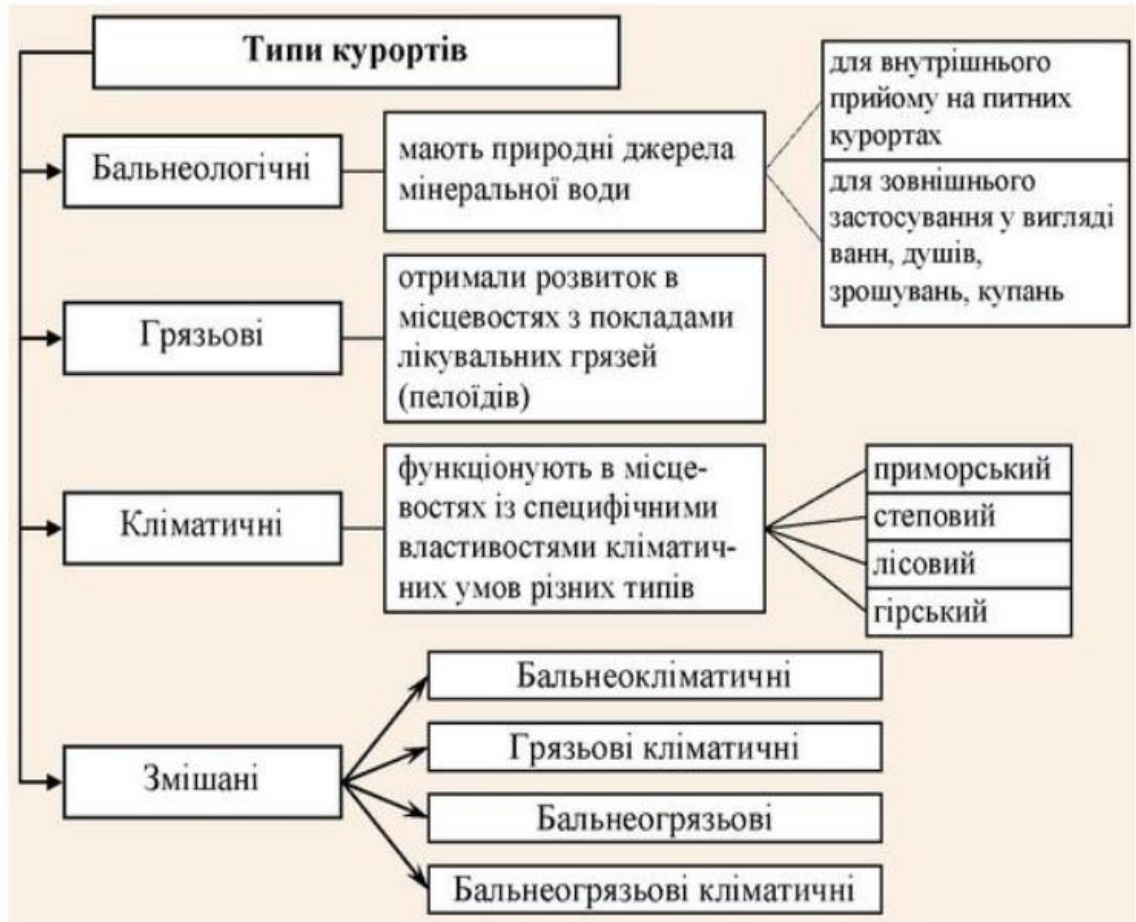 Типи курортів
Бальнеологічні
мають природні джерела
мінеральної води
для внутрішнього
прийому на питних
курортах
для зовнішнього
застосування у вигляді
ванн, душів,
зрошувань, купань
Грязьові
отримали розвиток в
місцевостях з покладами
лікувальних грязей
(пелоїдів)
Кліматичні
функціонують в місце-
востях із специфічними
властивостями кліматич-
них умов різних типів
приморський
степовий
лісовий
гірський
Змішані
Бальнеокліматичні
Грязьові кліматичні
Бальнеогрязьові
Бальнеогрязьові кліматичні